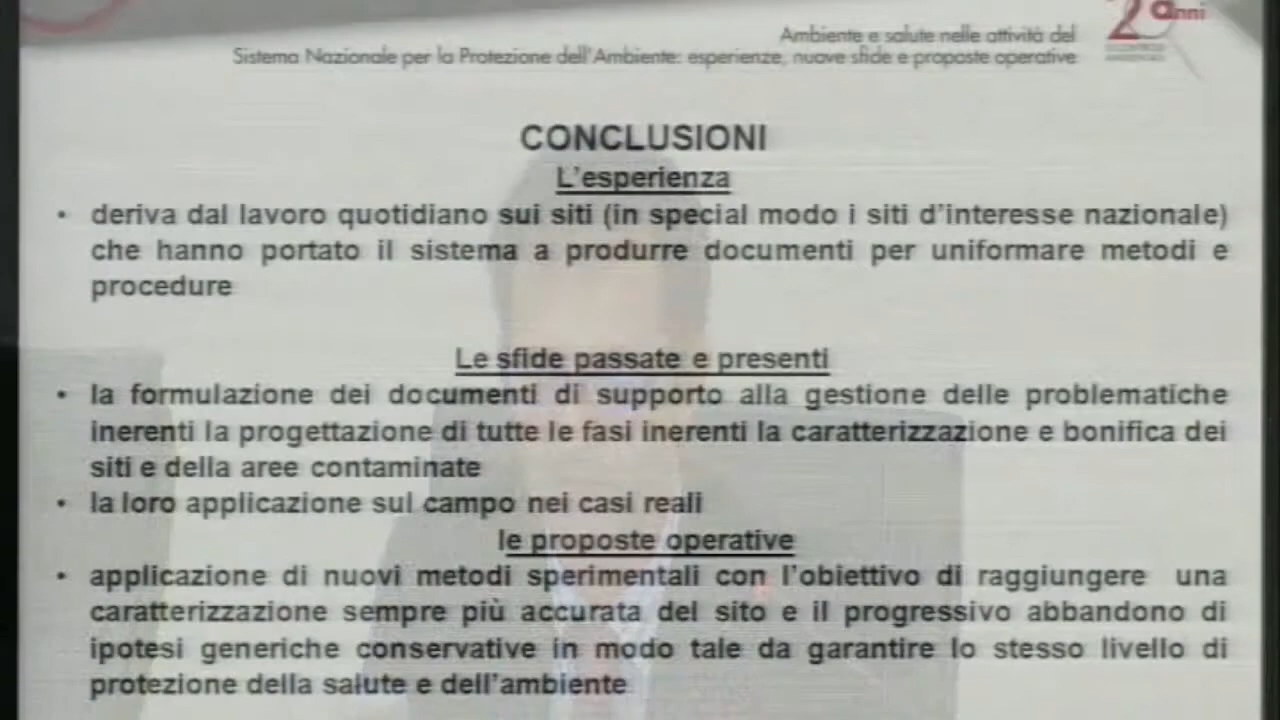 20 anni
Ambiente e salute nelle attività del
Sistema Nazionale per la Protezione dell'Ambiente: esperienze, nuove sfide e proposte operative
CONCLUSIONI
L'esperienza
• deriva dal lavoro quotidiano sui siti (in special modo i siti d'interesse nazionale)
che hanno portato il sistema a produrre documenti per uniformare metodi e
procedure
Le sfide passate e presenti
• la formulazione dei documenti di supporto alla gestione delle problematiche
inerenti la progettazione di tutte le fasi inerenti la caratterizzazione e bonifica dei
siti e della aree contaminate
• la loro applicazione sul campo nei casi reali
le proposte operative
• applicazione di nuovi metodi sperimentali con l'obiettivo di raggiungere una
caratterizzazione sempre più accurata del sito e il progressivo abbandono di
ipotesi generiche conservative in modo tale da garantire lo stesso livello di
protezione della salute e dell'ambiente